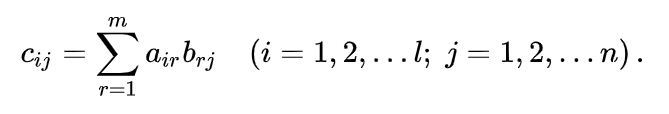 $c_{ij} = \sum_{r=1}^{m} a_{ir} b_{rj} \quad (i = 1, 2, \ldots l;\; j = 1, 2, \ldots n)\,.$